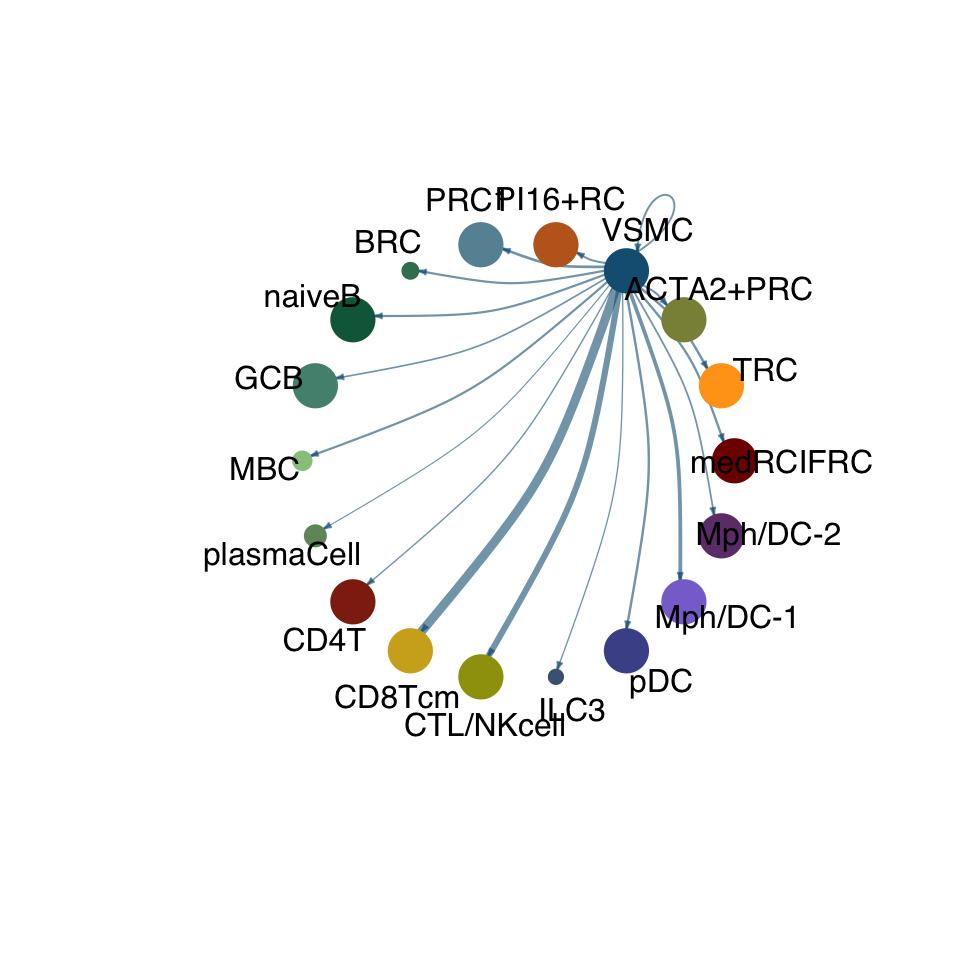 PRC1
PI16+RC
VSMC
BRC
ACTA2+PRC
naiveB
TRC
GCB
medRCIFRC
MBC
Mph/DC-2
plasmaCell
Mph/DC-1
CD4T
pDC
CD8Tcm
ILC3
CTL/NKcell